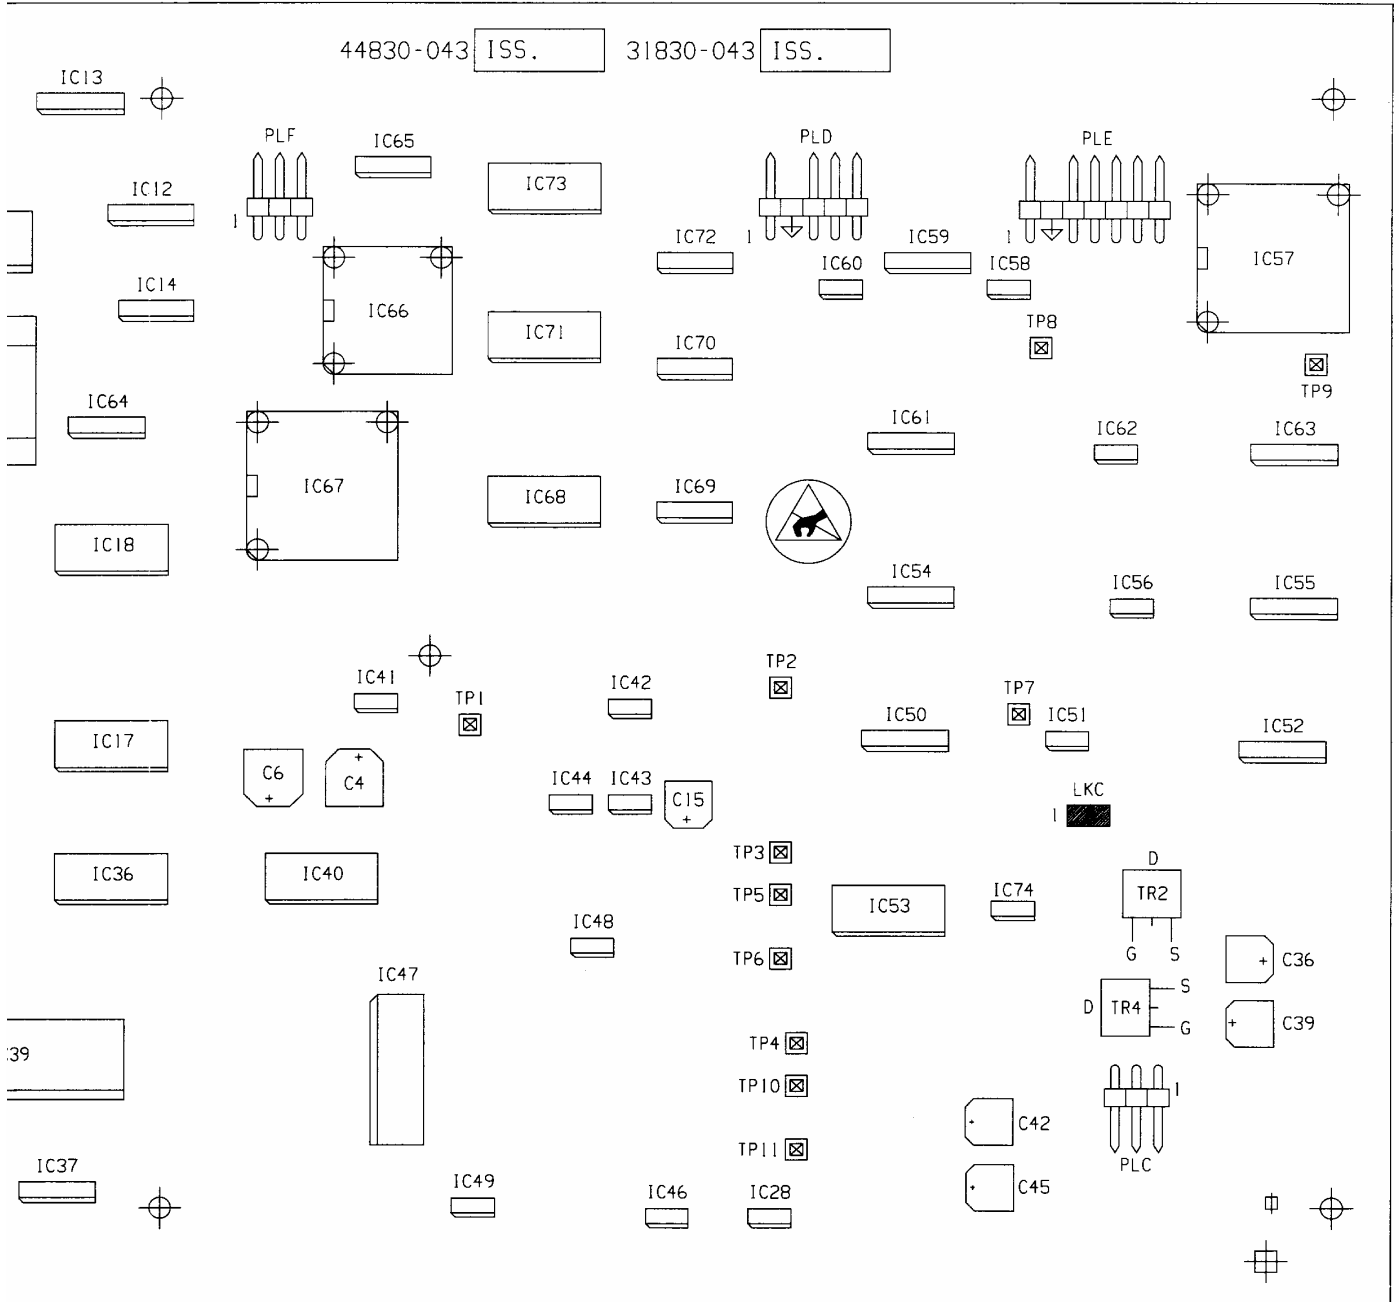 44830-043 ISS. 31830-043 ISS.
IC13
PLF
IC65
PLD
PLE
IC73
IC12
1
IC72
1
IC59
1
IC60
IC58
IC57
IC14
IC66
IC71
IC70
TP8
TP9
IC64
IC61
IC62
IC63
IC67
IC68
IC69
IC18
IC54
IC56
IC55
IC41
TP1
IC42
TP2
TP7
IC17
IC50
IC51
IC52
C6
C4
IC44
IC43
C15
+
+
+
LKC
1
TP3
D
IC36
IC40
TP5
IC53
IC74
TR2
IC48
TP6
G
S
+
C36
IC47
S
D
TR4
G
+
C39
C39
TP4
TP10
1
+
C42
TP11
PLC
IC37
IC49
IC46
IC28
+
C45